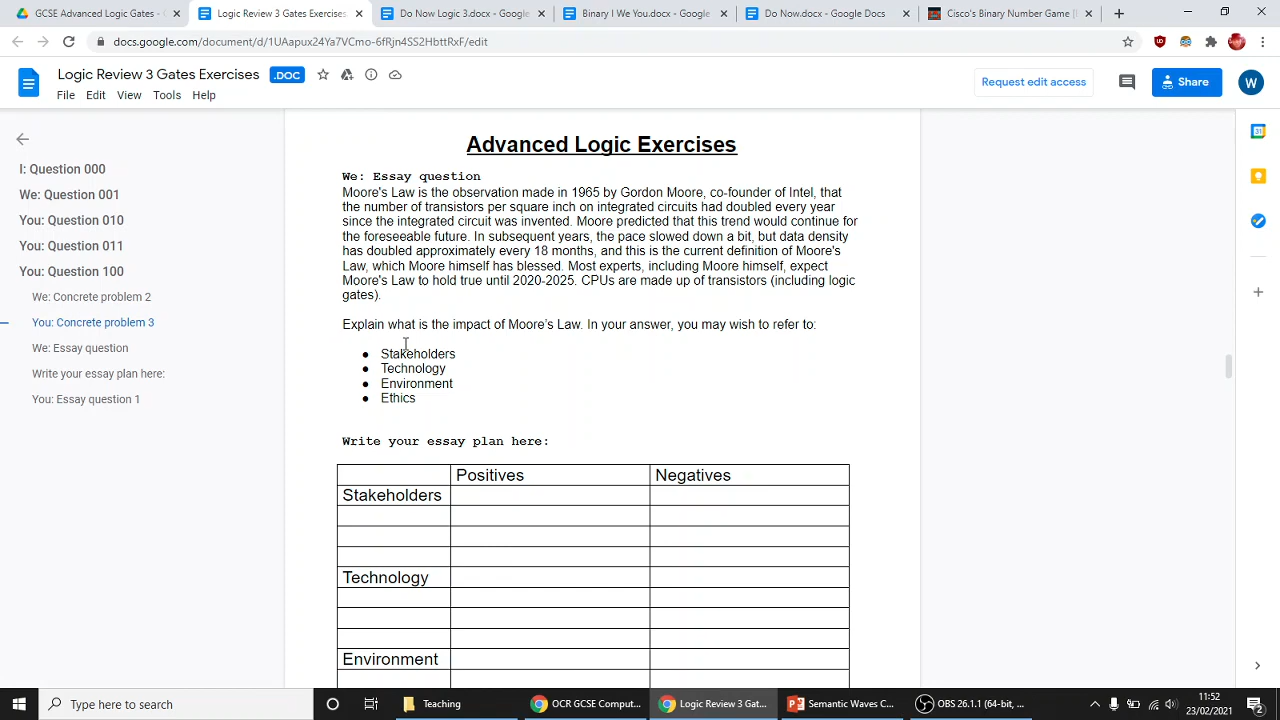 GCSE Advanced Logic Gates -
Logic Review 3 Gates Exercises
Do Now Logic 3.docx - Google
Binary I We You.docx - Google
Do Now.docx - Google Docs
Cisco's Binary Number Game
docs.google.com/document/d/1UAapux24Ya7VCmo-6fRjn4SS2HbttRxF/edit
Logic Review 3 Gates Exercises .DOC
File Edit View Tools Help
Request edit access
Share
W
I: Question 000
We: Question 001
You: Question 010
You: Question 011
You: Question 100
We: Concrete problem 2
You: Concrete problem 3
We: Essay question
Write your essay plan here:
You: Essay question 1
Advanced Logic Exercises
We: Essay question
Moore's Law is the observation made in 1965 by Gordon Moore, co-founder of Intel, that
the number of transistors per square inch on integrated circuits had doubled every year
since the integrated circuit was invented. Moore predicted that this trend would continue for
the foreseeable future. In subsequent years, the pace slowed down a bit, but data density
has doubled approximately every 18 months, and this is the current definition of Moore's
Law, which Moore himself has blessed. Most experts, including Moore himself, expect
Moore's Law to hold true until 2020-2025. CPUs are made up of transistors (including logic
gates).
Explain what is the impact of Moore's Law. In your answer, you may wish to refer to:
● Stakeholders
● Technology
● Environment
● Ethics
Write your essay plan here:
Positives Negatives
Stakeholders
Technology
Environment
Type here to search
Teaching
OCR GCSE Comput...
Logic Review 3 Gat...
Semantic Waves C...
OBS 26.1.1 (64-bit, ...
11:52
23/02/2021
2